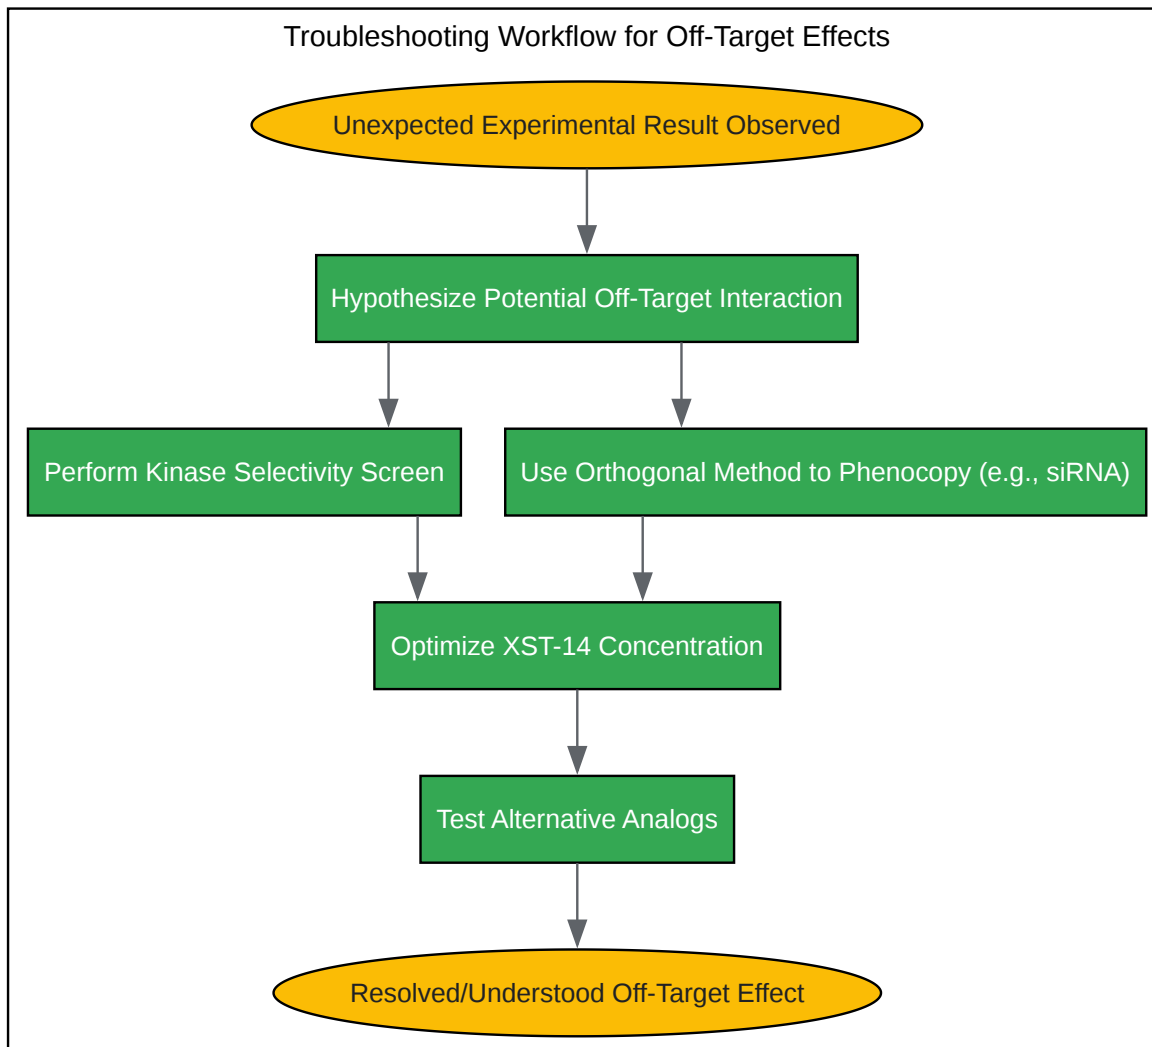 Troubleshooting Workflow for Off-Target Effects
Unexpected Experimental Result Observed
Hypothesize Potential Off-Target Interaction
Perform Kinase Selectivity Screen
Use Orthogonal Method to Phenocopy (e.g., siRNA)
Optimize XST-14 Concentration
Test Alternative Analogs
Resolved/Understood Off-Target Effect